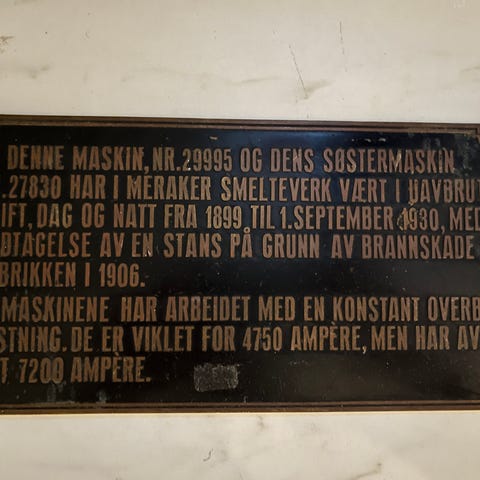 DENNE MASKIN, NR. 29995 OG DENS SØSTERMASKIN
.27830 HAR I MERAKER SMELTEVERK VÆRT I UAVBRUT
IFT, DAG OG NATT FRA 1899 TIL 1. SEPTEMBER 1930, MED
DTAGELSE AV EN STANS PÅ GRUNN AV BRANNSKADE
BRIKKEN I 1906.
MASKINENE HAR ARBEIDET MED EN KONSTANT OVERB
STNING. DE ER VIKLET FOR 4750 AMPÈRE, MEN HAR AV
T 7200 AMPÈRE.